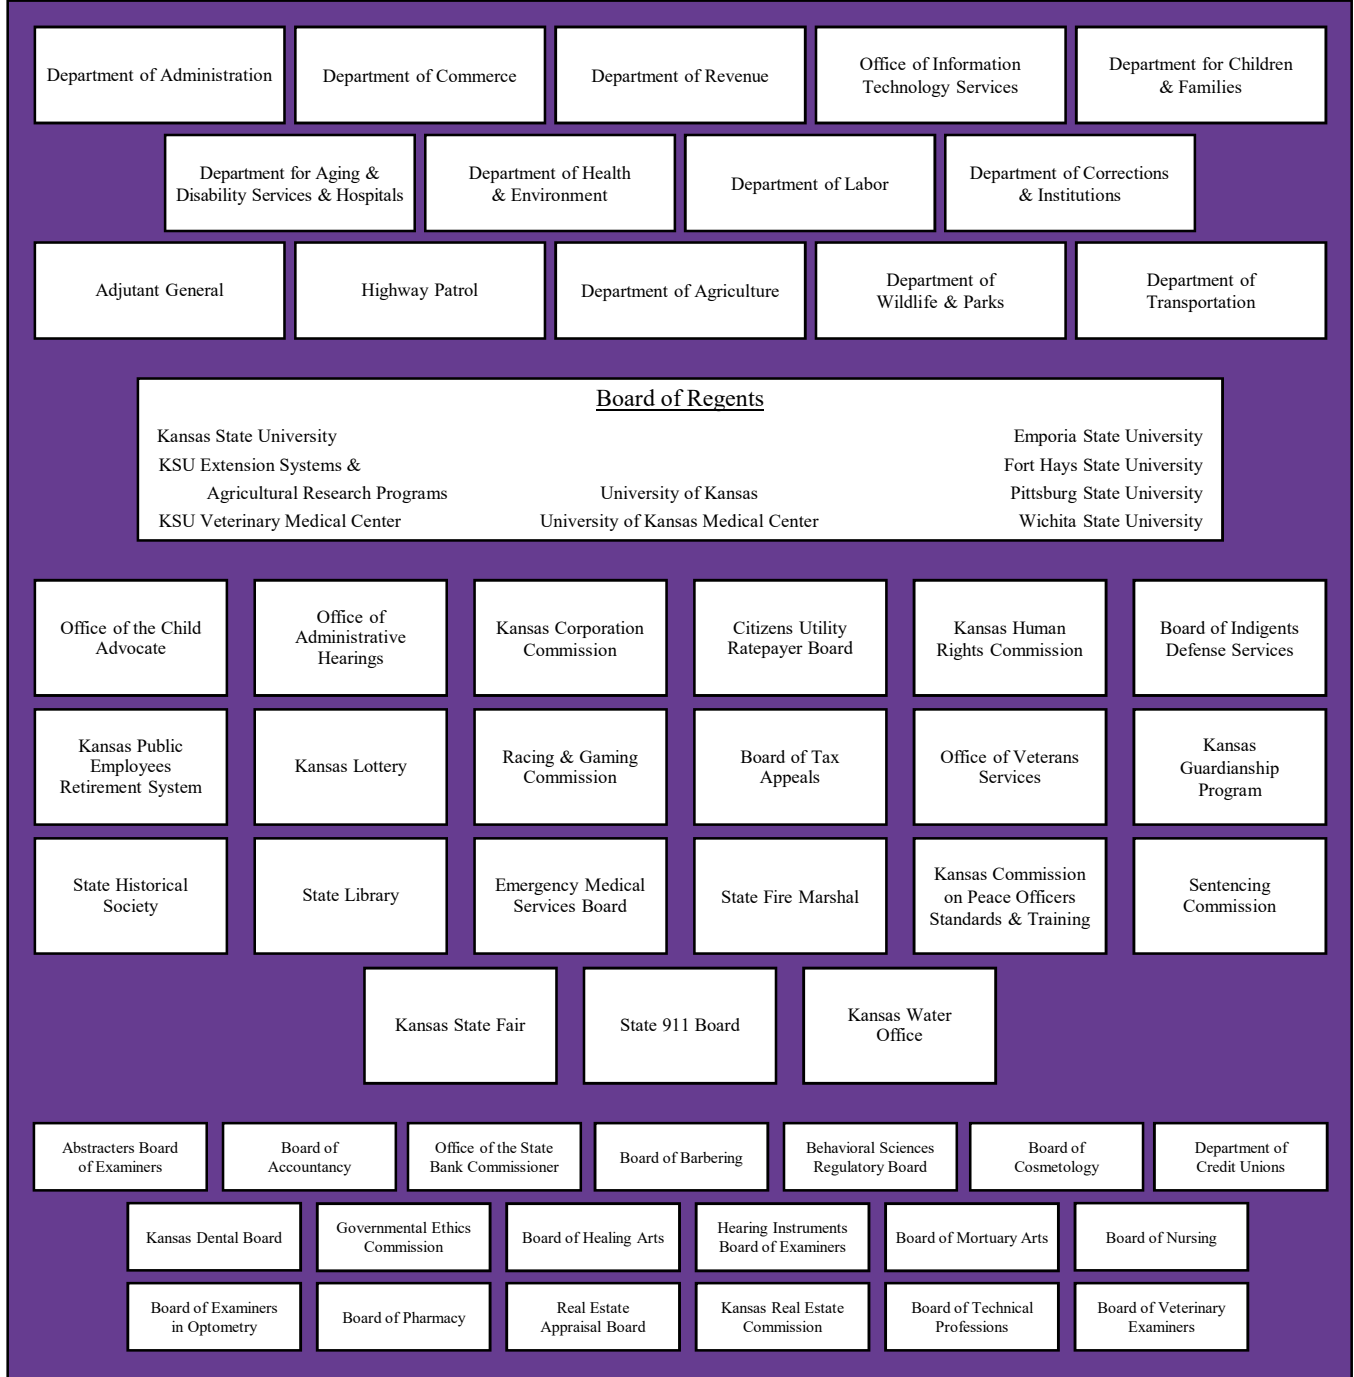 Department of Administration
Department of Commerce
Department of Revenue
Office of Information
Technology Services
Department for Children
& Families
Department for Aging &
Disability Services & Hospitals
Department of Health
& Environment
Department of Labor
Department of Corrections
& Institutions
Adjutant General
Highway Patrol
Department of Agriculture
Department of
Wildlife & Parks
Department of
Transportation
Board of Regents
Kansas State University
KSU Extension Systems &
Agricultural Research Programs
KSU Veterinary Medical Center
University of Kansas
University of Kansas Medical Center
Emporia State University
Fort Hays State University
Pittsburg State University
Wichita State University
Office of the Child
Advocate
Office of
Administrative
Hearings
Kansas Corporation
Commission
Citizens Utility
Ratepayer Board
Kansas Human
Rights Commission
Board of Indigents
Defense Services
Kansas Public
Employees
Retirement System
Kansas Lottery
Racing & Gaming
Commission
Board of Tax
Appeals
Office of Veterans
Services
Kansas
Guardianship
Program
State Historical
Society
State Library
Emergency Medical
Services Board
State Fire Marshal
Kansas Commission
on Peace Officers
Standards & Training
Sentencing
Commission
Kansas State Fair
State 911 Board
Kansas Water
Office
Abstracters Board
of Examiners
Board of
Accountancy
Office of the State
Bank Commissioner
Board of Barbering
Behavioral Sciences
Regulatory Board
Board of
Cosmetology
Department of
Credit Unions
Kansas Dental Board
Governmental Ethics
Commission
Board of Healing Arts
Hearing Instruments
Board of Examiners
Board of Mortuary Arts
Board of Nursing
Board of Examiners
in Optometry
Board of Pharmacy
Real Estate
Appraisal Board
Kansas Real Estate
Commission
Board of Technical
Professions
Board of Veterinary
Examiners